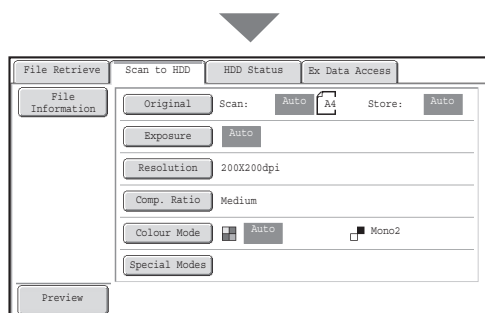 File Retrieve Scan to HDD HDD Status Ex Data Access
File
Information
Original Scan: Auto A4 Store: Auto
Exposure Auto
Resolution 200X200dpi
Comp. Ratio Medium
Colour Mode Auto Mono2
Special Modes
Preview